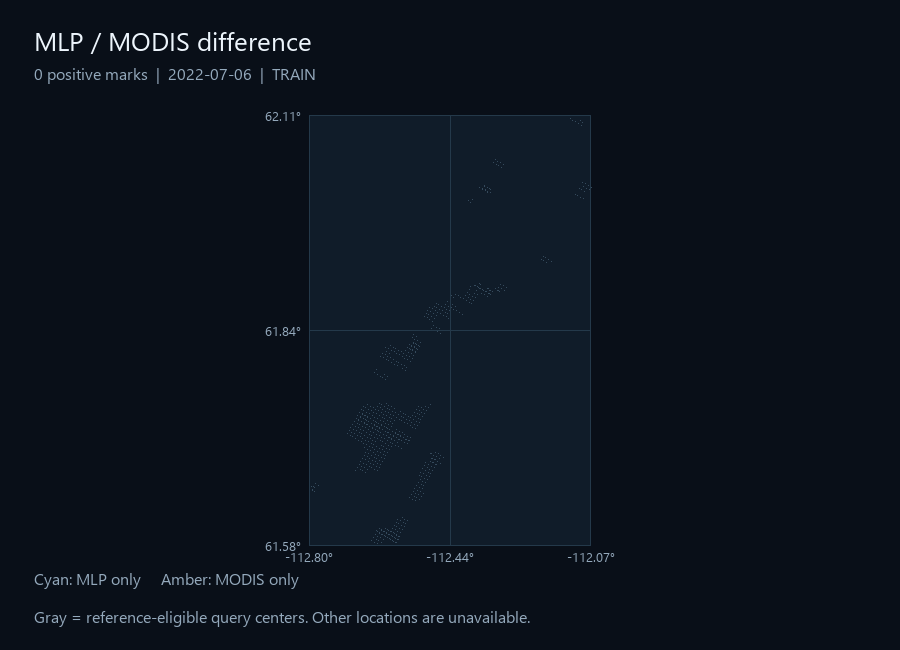 MLP / MODIS difference
0 positive marks | 2022-07-06 | TRAIN
62.11°
61.84°
61.58°
-112.80° -112.44° -112.07°
Cyan: MLP only Amber: MODIS only
Gray = reference-eligible query centers. Other locations are unavailable.